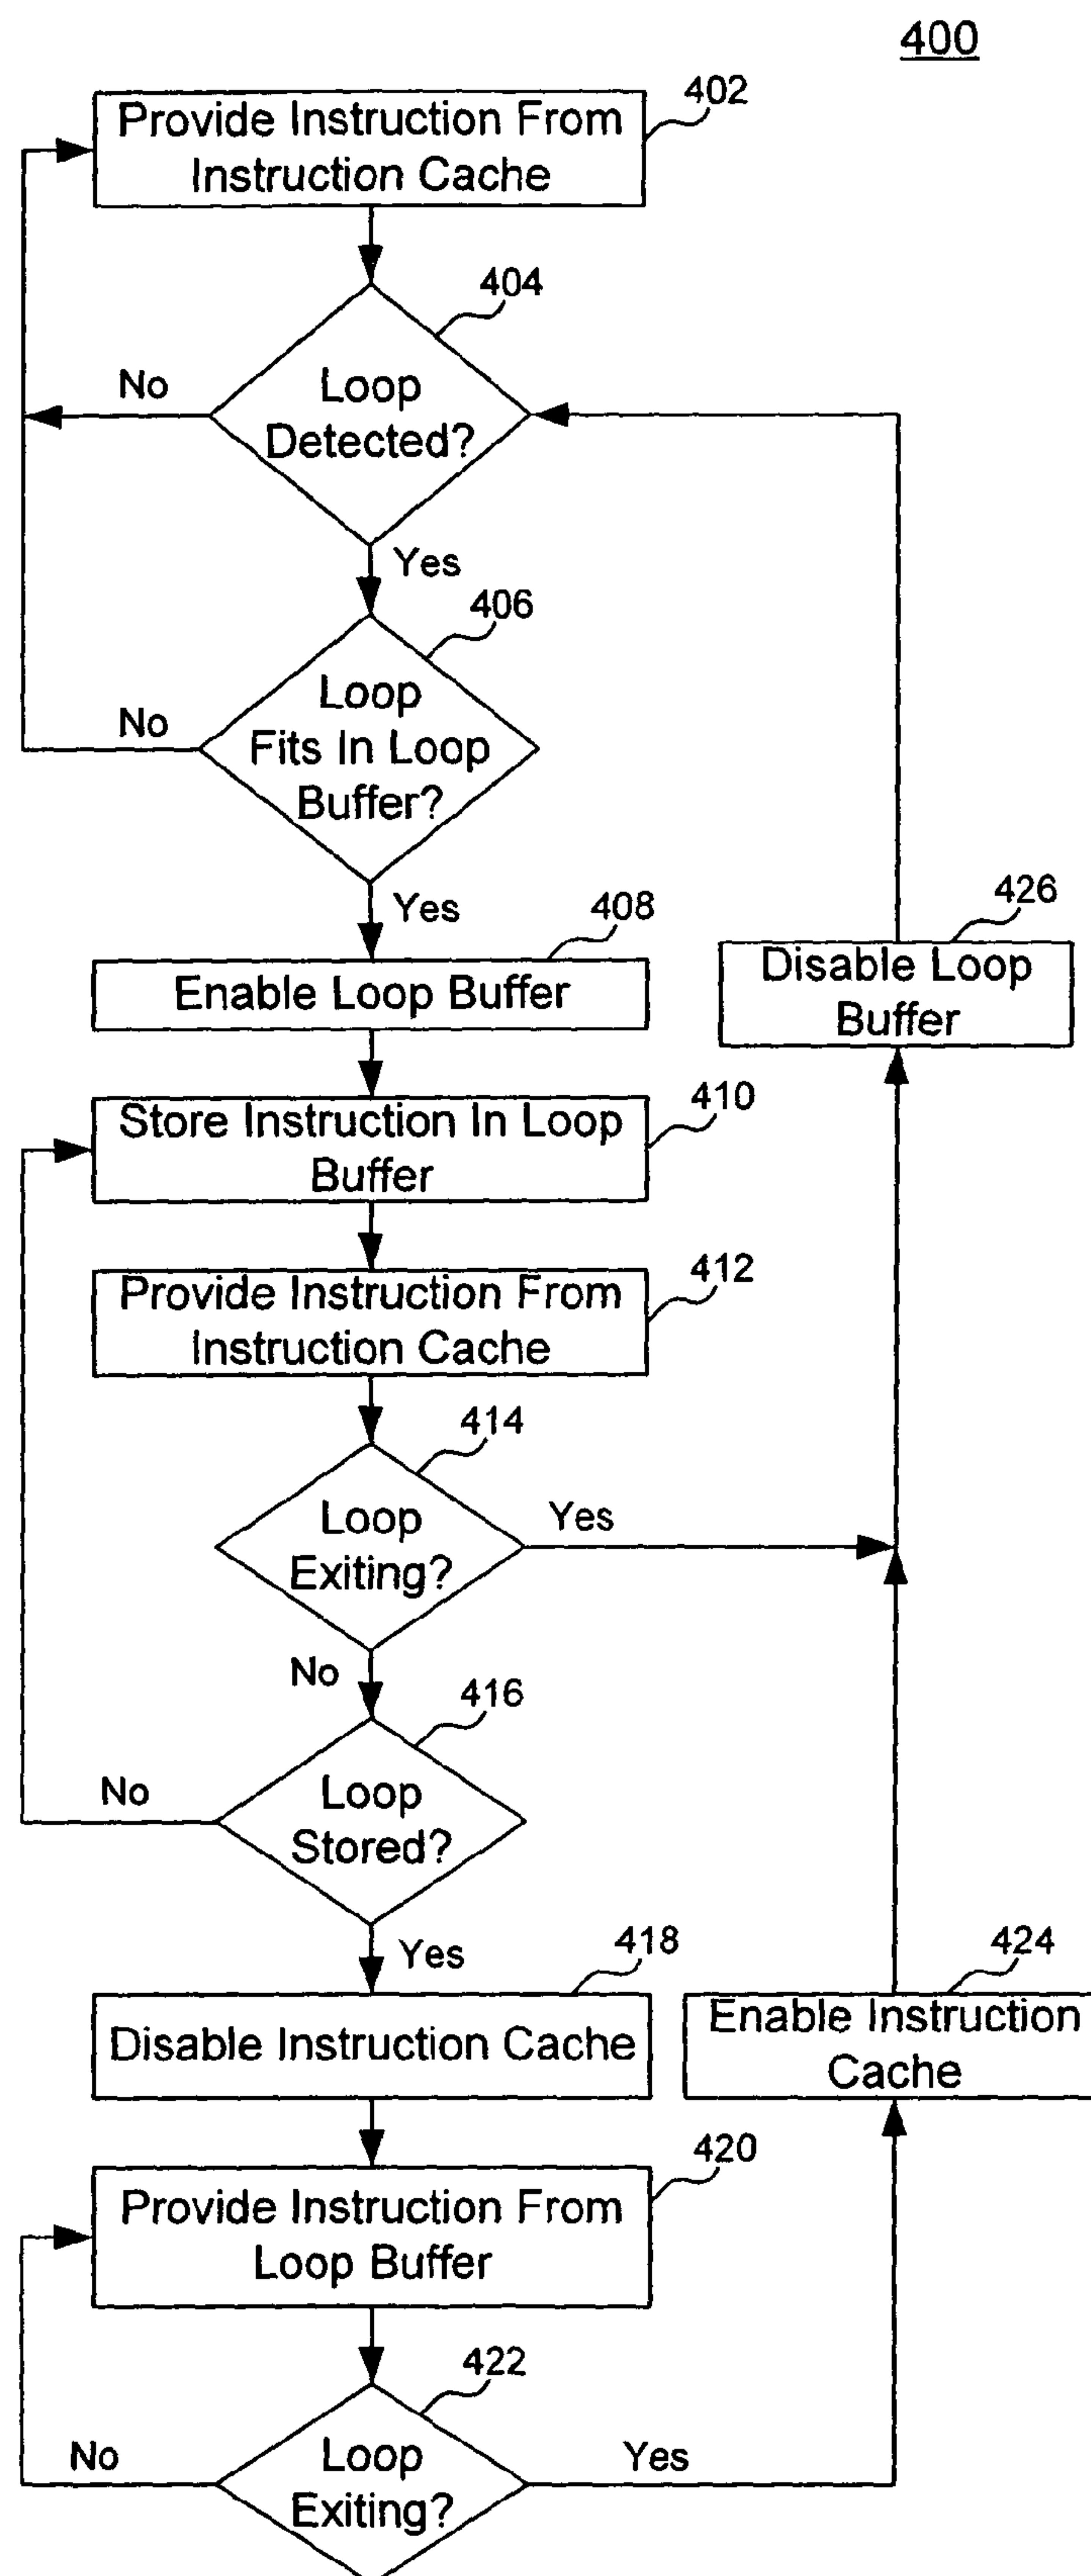 400
402
Provide Instruction From
Instruction Cache
404
No
Loop
Detected?
Yes
406
No
Loop
Fits In Loop
Buffer?
Yes
408
Enable Loop Buffer
426
Disable Loop
Buffer
410
Store Instruction In Loop
Buffer
412
Provide Instruction From
Instruction Cache
414
Loop
Exiting?
Yes
No
416
No
Loop
Stored?
Yes
418
Disable Instruction Cache
424
Enable Instruction
Cache
420
Provide Instruction From
Loop Buffer
422
No
Loop
Exiting?
Yes